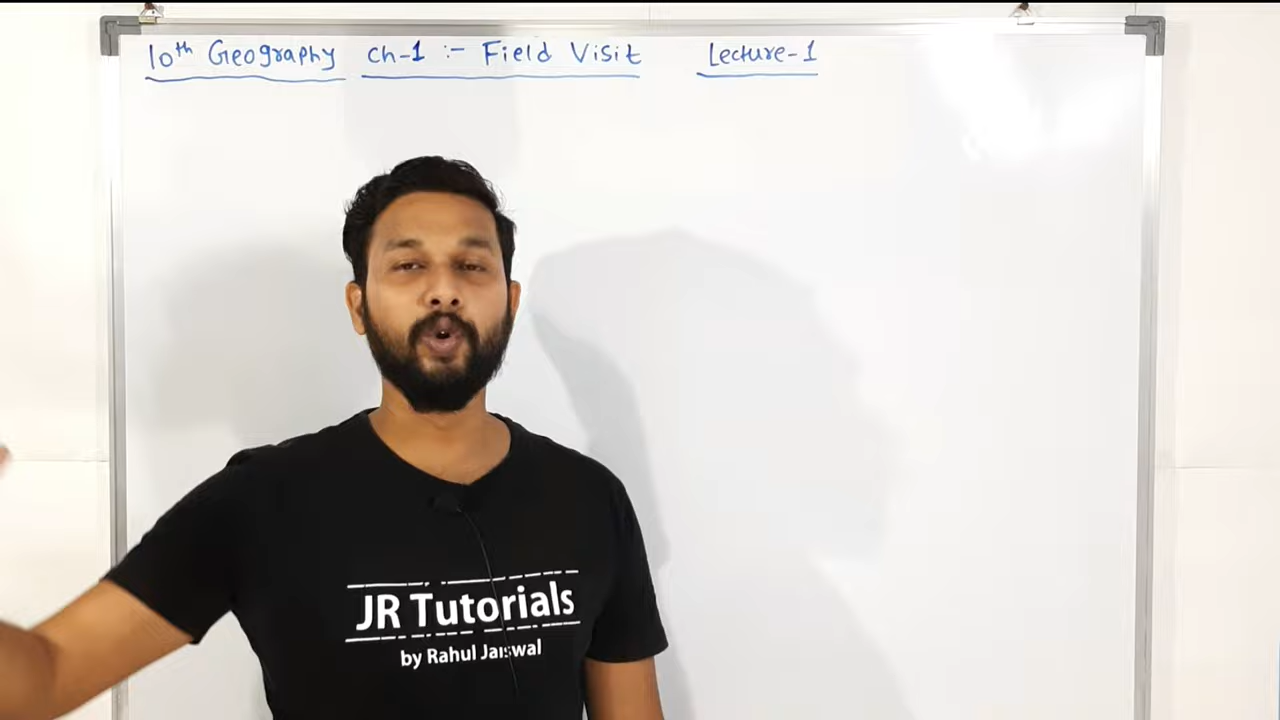 10th Geography ch-1 :- Field Visit Lecture-1
JR Tutorials
by Rahul Jaiswal